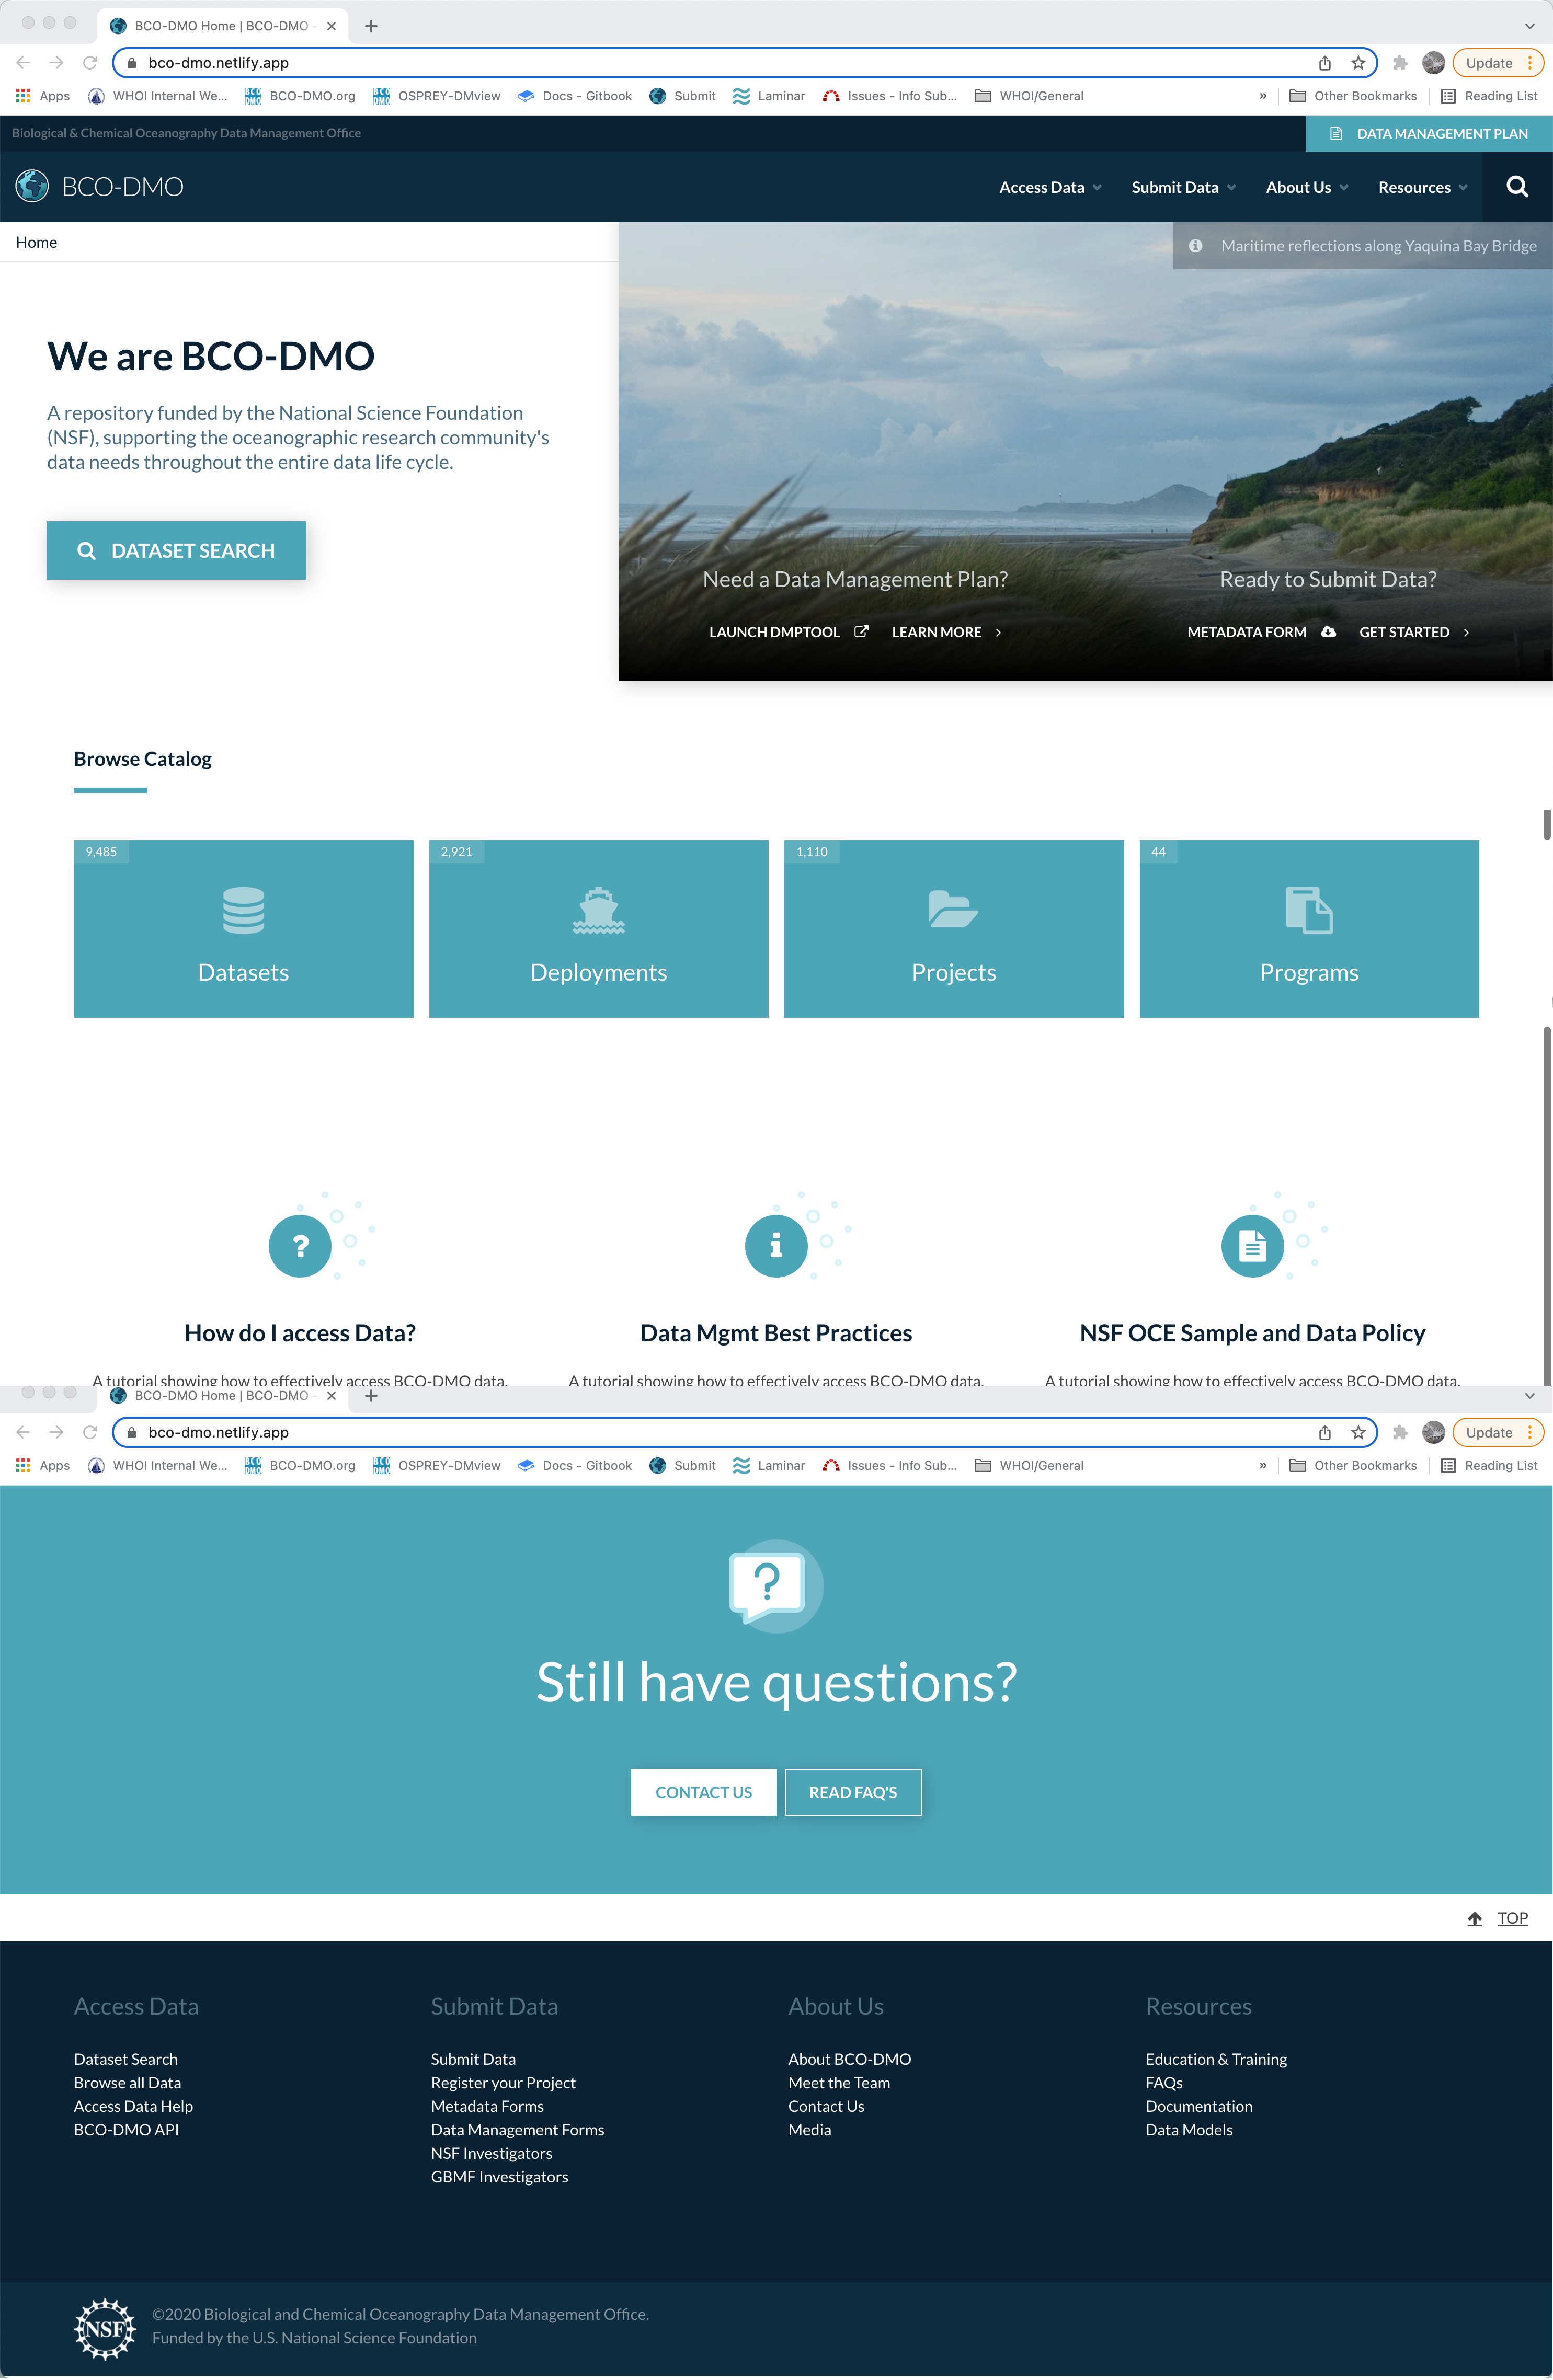 BCO-DMO Home | BCO-DMO -
bco-dmo.netlify.app
Update
Apps
WHOI Internal We...
BCO-DMO.org
OSPREY-DMview
Docs - Gitbook
Submit
Laminar
Issues - Info Sub...
WHOI/General
»
Other Bookmarks
Reading List
Biological & Chemical Oceanography Data Management Office
DATA MANAGEMENT PLAN
BCO-DMO
Access Data
Submit Data
About Us
Resources
Home
Maritime reflections along Yaquina Bay Bridge
We are BCO-DMO
A repository funded by the National Science Foundation
(NSF), supporting the oceanographic research community's
data needs throughout the entire data life cycle.
DATASET SEARCH
Need a Data Management Plan?
LAUNCH DMPTOOL
LEARN MORE
Ready to Submit Data?
METADATA FORM
GET STARTED
Browse Catalog
9,485
Datasets
2,921
Deployments
1,110
Projects
44
Programs
?
i
How do I access Data?
A tutorial showing how to effectively access BCO-DMO data.
Data Mgmt Best Practices
A tutorial showing how to effectively access BCO-DMO data.
NSF OCE Sample and Data Policy
A tutorial showing how to effectively access BCO-DMO data.
BCO-DMO Home | BCO-DMO -
bco-dmo.netlify.app
Update
Apps
WHOI Internal We...
BCO-DMO.org
OSPREY-DMview
Docs - Gitbook
Submit
Laminar
Issues - Info Sub...
WHOI/General
»
Other Bookmarks
Reading List
?
Still have questions?
CONTACT US
READ FAQ'S
TOP
Access Data
Dataset Search
Browse all Data
Access Data Help
BCO-DMO API
Submit Data
Submit Data
Register your Project
Metadata Forms
Data Management Forms
NSF Investigators
GBMF Investigators
About Us
About BCO-DMO
Meet the Team
Contact Us
Media
Resources
Education & Training
FAQs
Documentation
Data Models
NSF
©2020 Biological and Chemical Oceanography Data Management Office.
Funded by the U.S. National Science Foundation